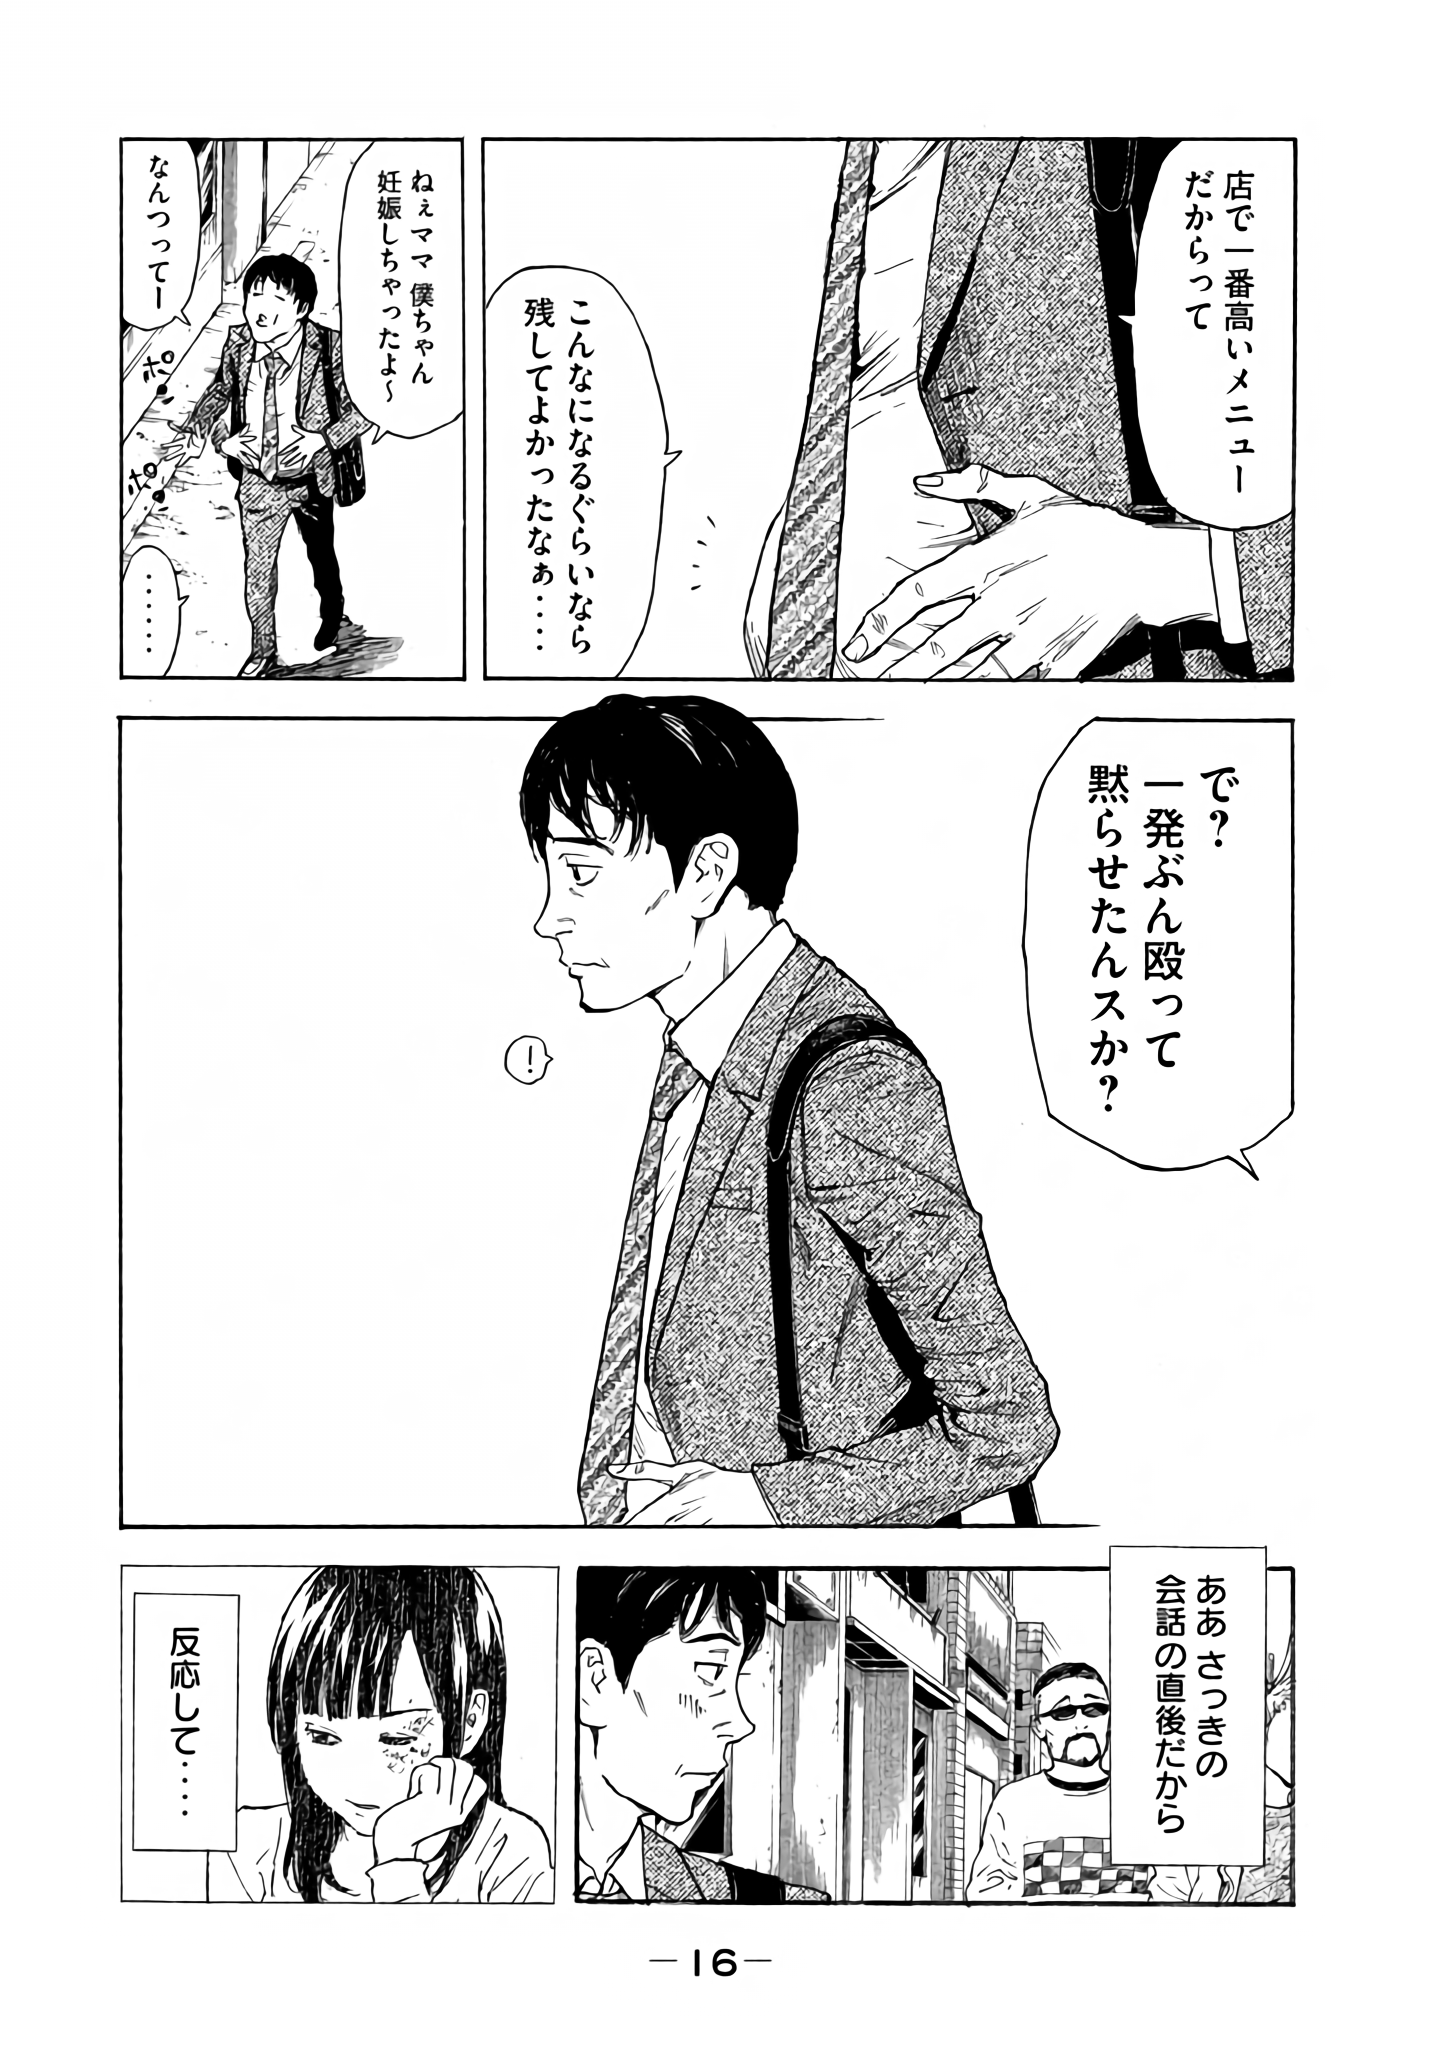 店で一番高いメニュー
だからって
こんなになるぐらいなら
残してよかったなぁ‥‥
ねぇママ 僕ちゃん
妊娠しちゃったよ～
なんつってー
ポン
ポン
‥‥‥
で？
一発ぶん殴って
黙らせたんスか？
！
ああ さっきの
会話の直後だから
反応して‥‥
—16—